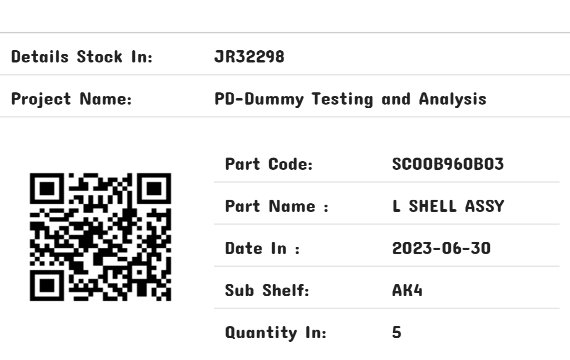 Details Stock In: JR32298
Project Name: PD-Dummy Testing and Analysis
Part Code: SC00B960B03
Part Name : L SHELL ASSY
Date In : 2023-06-30
Sub Shelf: AK4
Quantity In: 5